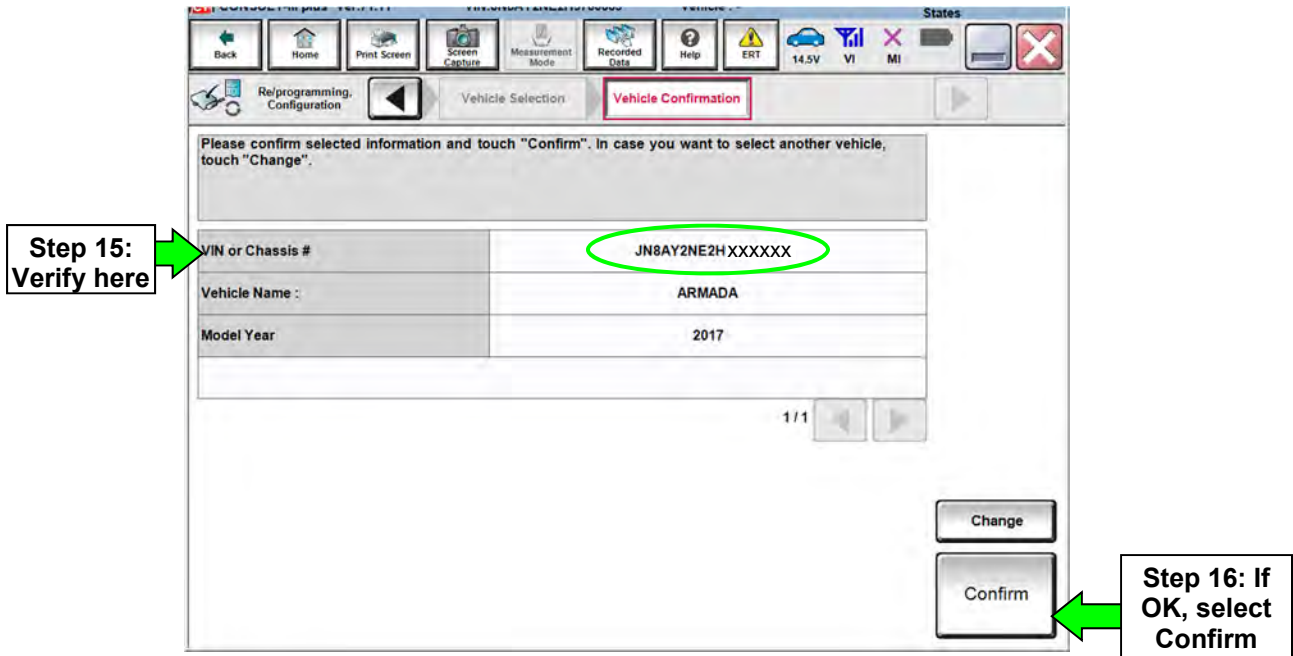 States
Back
Home
Print Screen
Screen Capture
Measurement Mode
Recorded Data
Help
ERT
14.5V
VI
MI
Re/programming, Configuration
Vehicle Selection
Vehicle Confirmation
Please confirm selected information and touch "Confirm". In case you want to select another vehicle,
touch "Change".
Step 15:
Verify here
VIN or Chassis #
JN8AY2NE2HXXXXXX
Vehicle Name :
ARMADA
Model Year
2017
1/1
Change
Confirm
Step 16: If
OK, select
Confirm